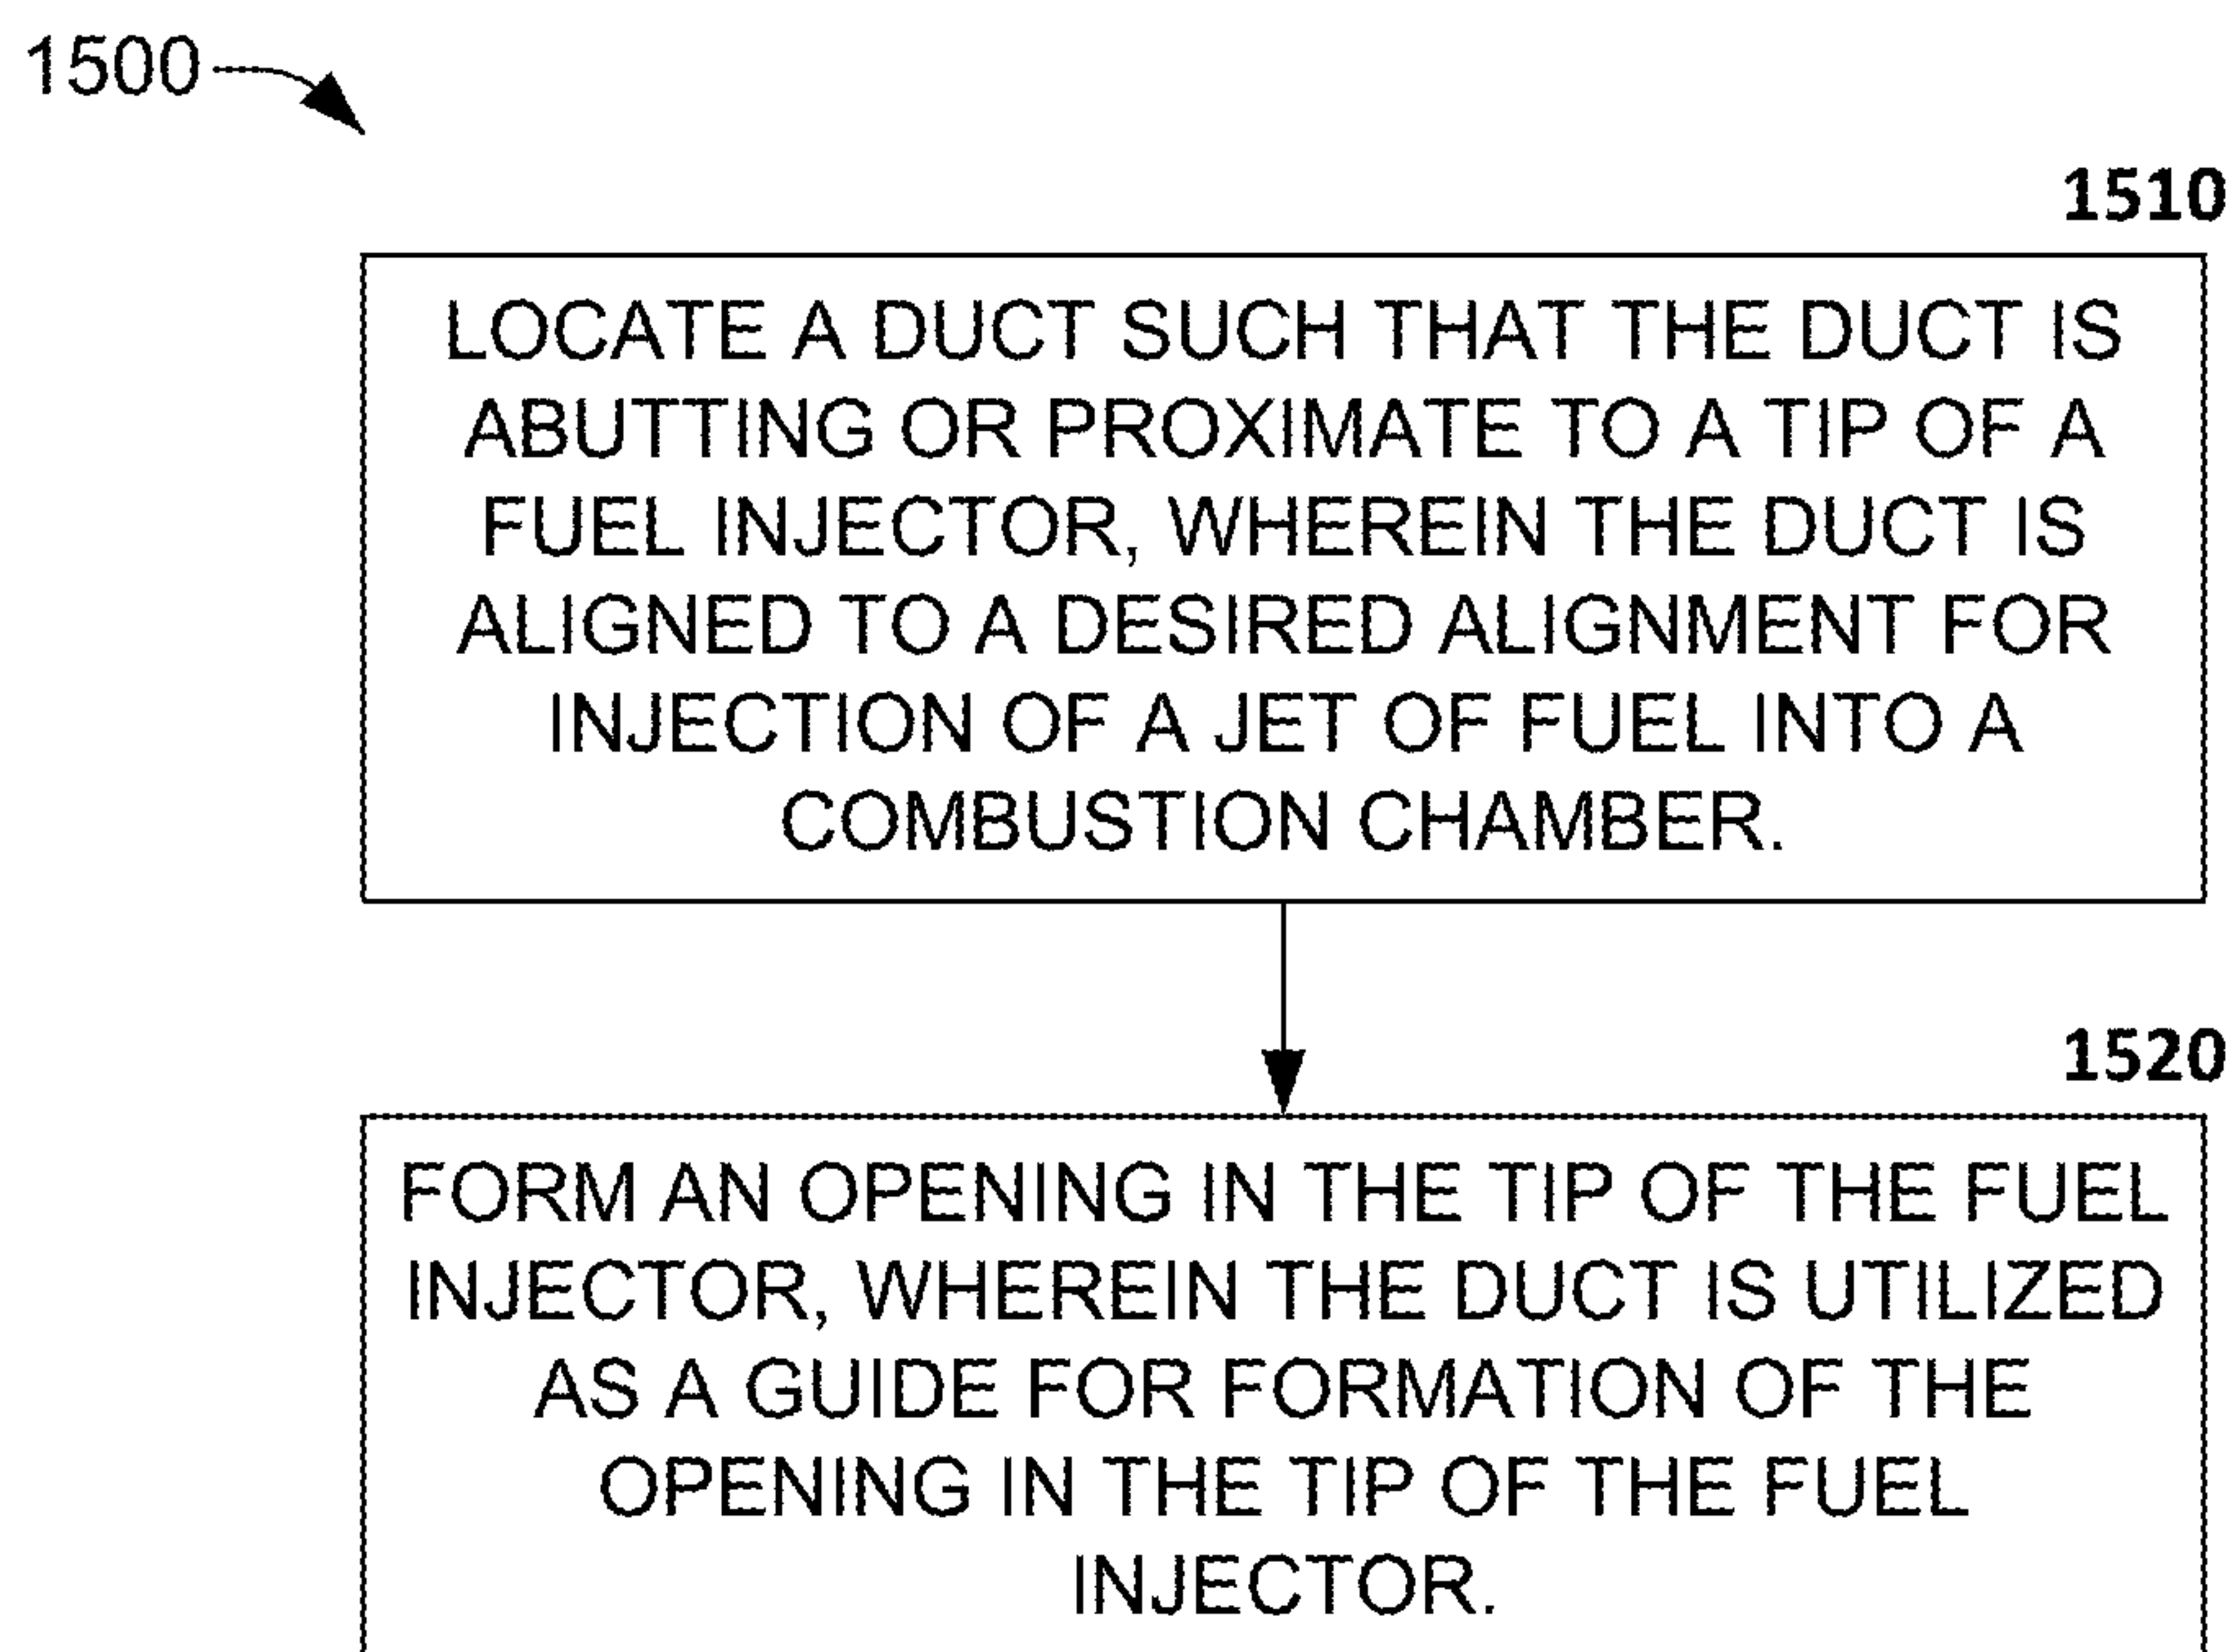 1500
1510
LOCATE A DUCT SUCH THAT THE DUCT IS
ABUTTING OR PROXIMATE TO A TIP OF A
FUEL INJECTOR, WHEREIN THE DUCT IS
ALIGNED TO A DESIRED ALIGNMENT FOR
INJECTION OF A JET OF FUEL INTO A
COMBUSTION CHAMBER.
1520
FORM AN OPENING IN THE TIP OF THE FUEL
INJECTOR, WHEREIN THE DUCT IS UTILIZED
AS A GUIDE FOR FORMATION OF THE
OPENING IN THE TIP OF THE FUEL
INJECTOR.